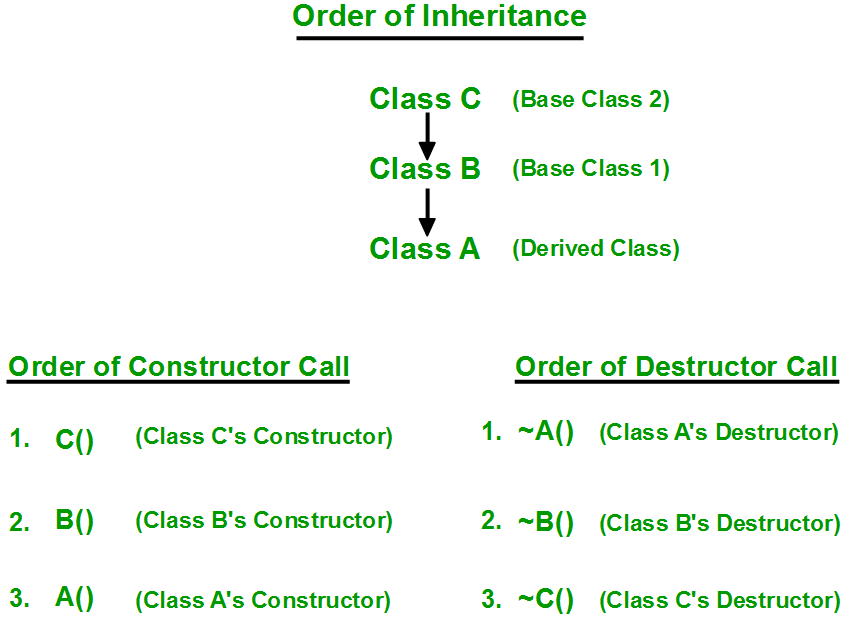 Order of Inheritance
Class C (Base Class 2)
Class B (Base Class 1)
Class A (Derived Class)
Order of Constructor Call
1. C() (Class C's Constructor)
2. B() (Class B's Constructor)
3. A() (Class A's Constructor)
Order of Destructor Call
1. ~A() (Class A's Destructor)
2. ~B() (Class B's Destructor)
3. ~C() (Class C's Destructor)